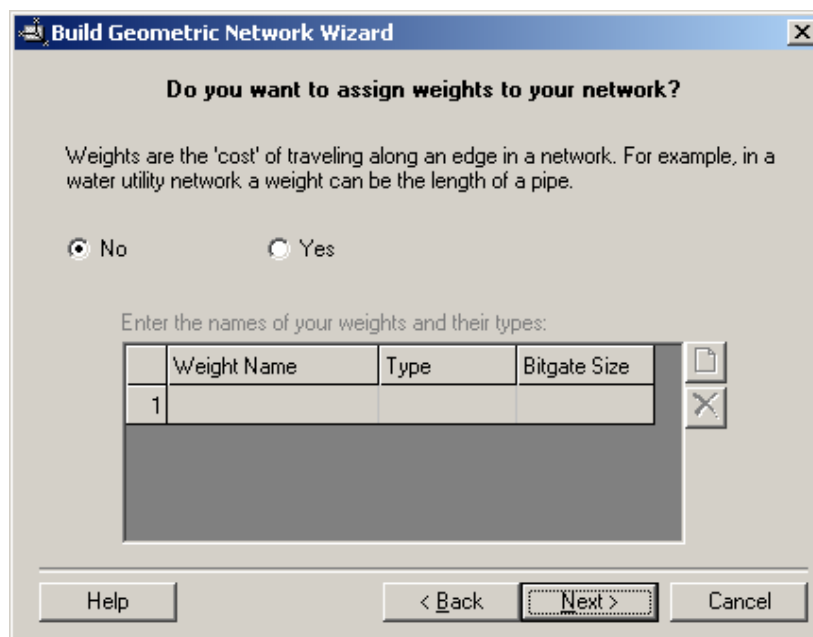 Build Geometric Network Wizard
Do you want to assign weights to your network?
Weights are the 'cost' of traveling along an edge in a network. For example, in a
water utility network a weight can be the length of a pipe.
No Yes
Enter the names of your weights and their types:
Weight Name Type Bitgate Size
1
Help < Back Next > Cancel